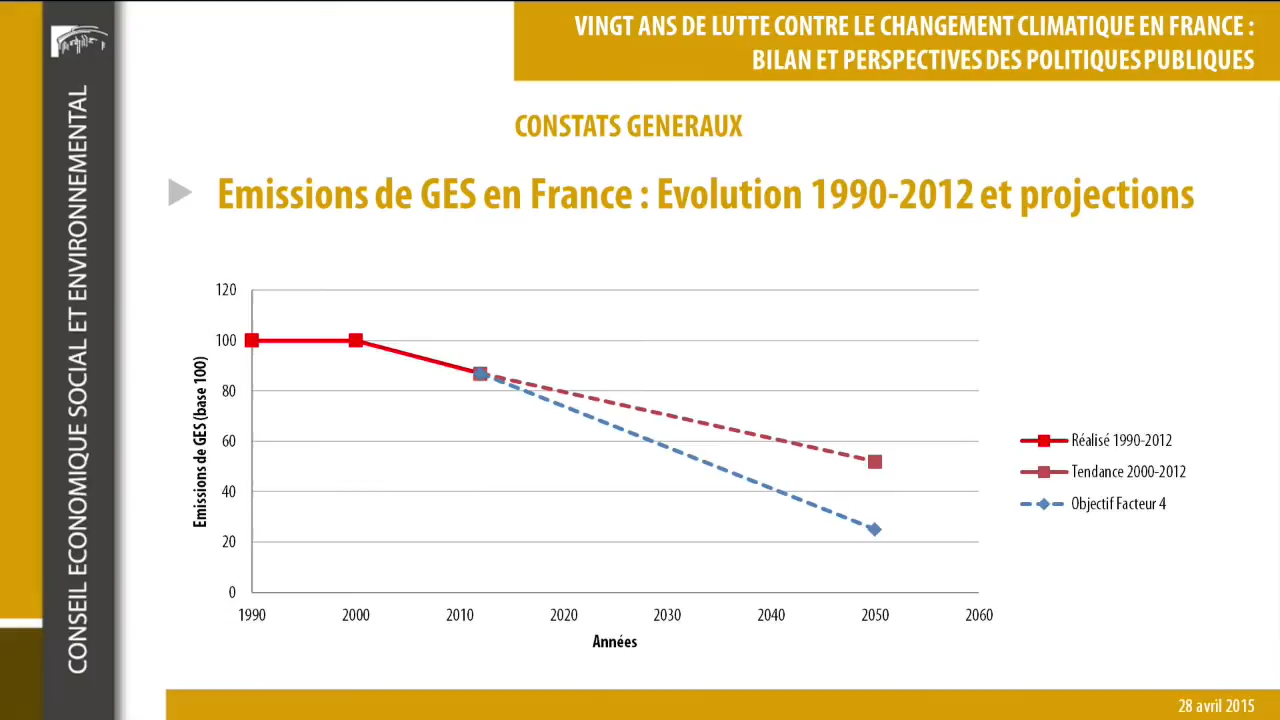 VINGT ANS DE LUTTE CONTRE LE CHANGEMENT CLIMATIQUE EN FRANCE :
BILAN ET PERSPECTIVES DES POLITIQUES PUBLIQUES
CONSEIL ECONOMIQUE SOCIAL ET ENVIRONNEMENTAL
CONSTATS GENERAUX
Emissions de GES en France : Evolution 1990-2012 et projections
Emissions de GES (base 100)
120
100
80
60
40
20
0
1990 2000 2010 2020 2030 2040 2050 2060
Années
Réalisé 1990-2012
Tendance 2000-2012
Objectif Facteur 4
28 avril 2015